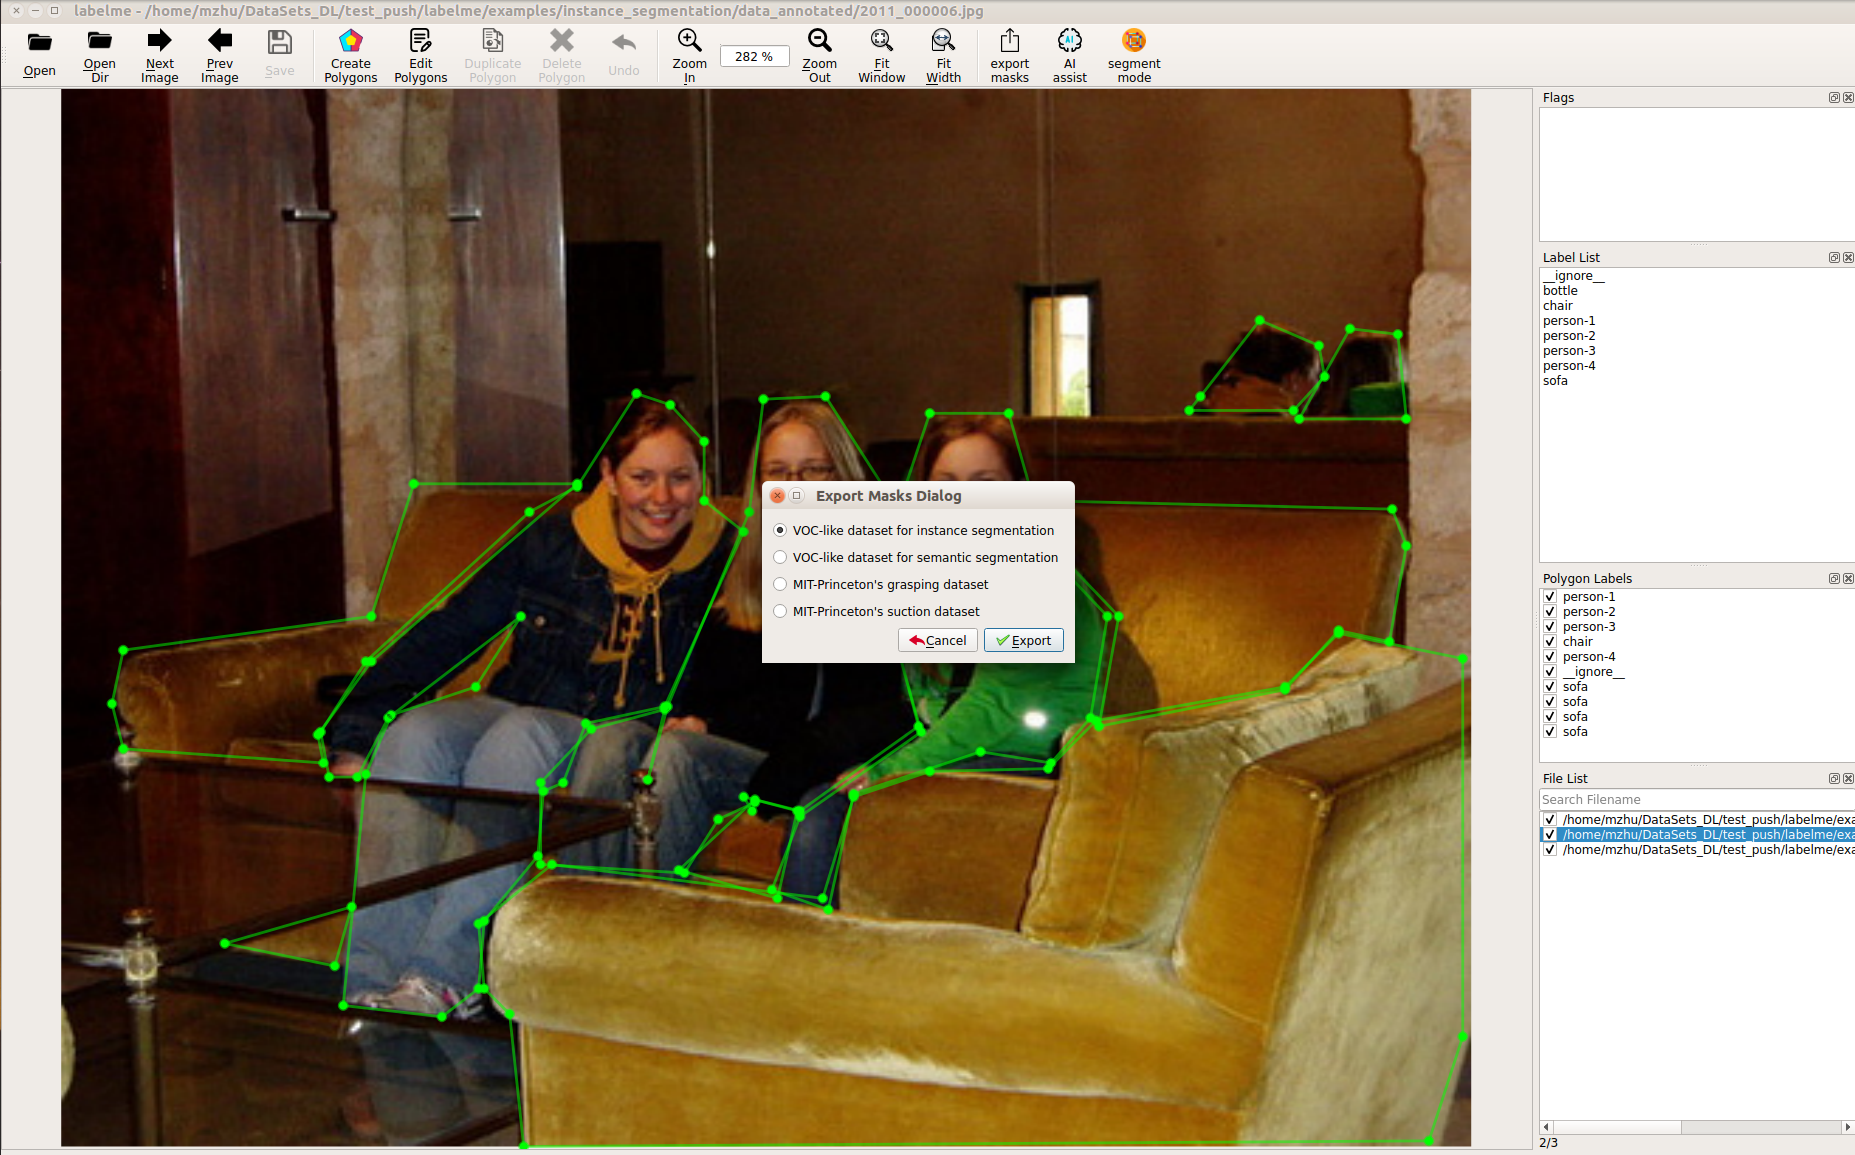 labelme - /home/mzhu/DataSets_DL/test_push/labelme/examples/instance_segmentation/data_annotated/2011_000006.jpg
Open
Open Dir
Next Image
Prev Image
Save
Create Polygons
Edit Polygons
Duplicate Polygon
Delete Polygon
Undo
Zoom In
282 %
Zoom Out
Fit Window
Fit Width
export masks
AI
AI assist
segment mode
Flags
Label List
__ignore__
bottle
chair
person-1
person-2
person-3
person-4
sofa
Export Masks Dialog
VOC-like dataset for instance segmentation
VOC-like dataset for semantic segmentation
MIT-Princeton's grasping dataset
MIT-Princeton's suction dataset
Cancel
Export
Polygon Labels
person-1
person-2
person-3
chair
person-4
__ignore__
sofa
sofa
sofa
sofa
File List
Search Filename
/home/mzhu/DataSets_DL/test_push/labelme/exa
/home/mzhu/DataSets_DL/test_push/labelme/exa
/home/mzhu/DataSets_DL/test_push/labelme/exa
2/3